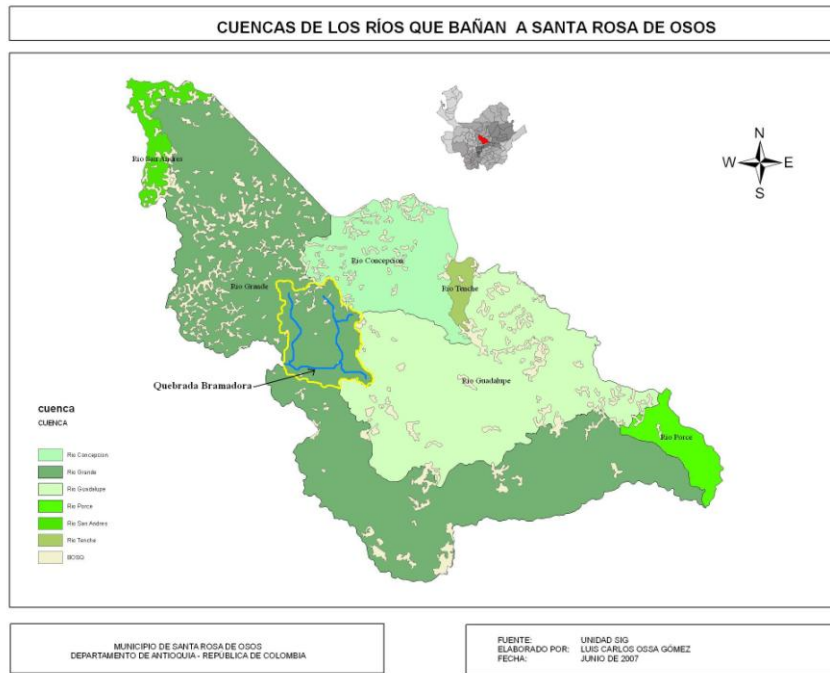 CUENCAS DE LOS RÍOS QUE BAÑAN A SANTA ROSA DE OSOS
N
W
E
S
Rio San Andres
Rio Concepcion
Rio Tenche
Rio Grande
Rio Guadalupe
Quebrada Bramadora
Rio Porce
cuenca
CUENCA
Rio Concepcion
Rio Grande
Rio Guadalupe
Rio Porce
Rio San Andres
Rio Tenche
BOSQ
MUNICIPIO DE SANTA ROSA DE OSOS
DEPARTAMENTO DE ANTIOQUIA - REPÚBLICA DE COLOMBIA
FUENTE: UNIDAD SIG
ELABORADO POR: LUIS CARLOS OSSA GÓMEZ
FECHA: JUNIO DE 2007